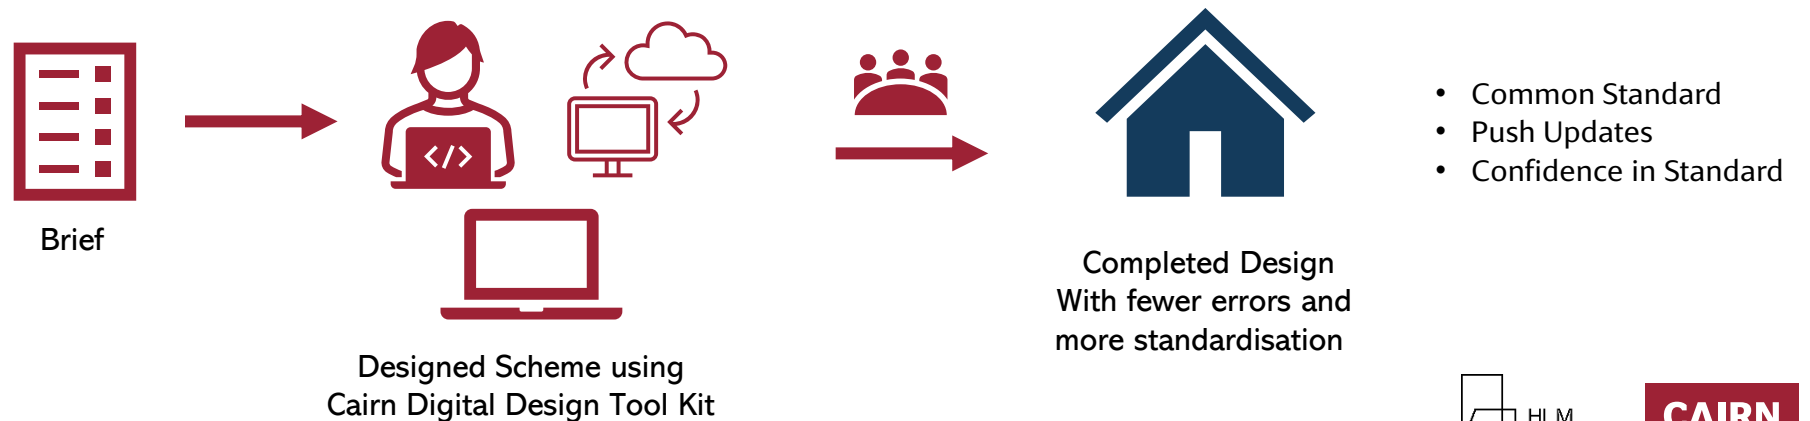 Brief
</>
Designed Scheme using
Cairn Digital Design Tool Kit
Completed Design
With fewer errors and
more standardisation
• Common Standard
• Push Updates
• Confidence in Standard
HLM
CAIRN